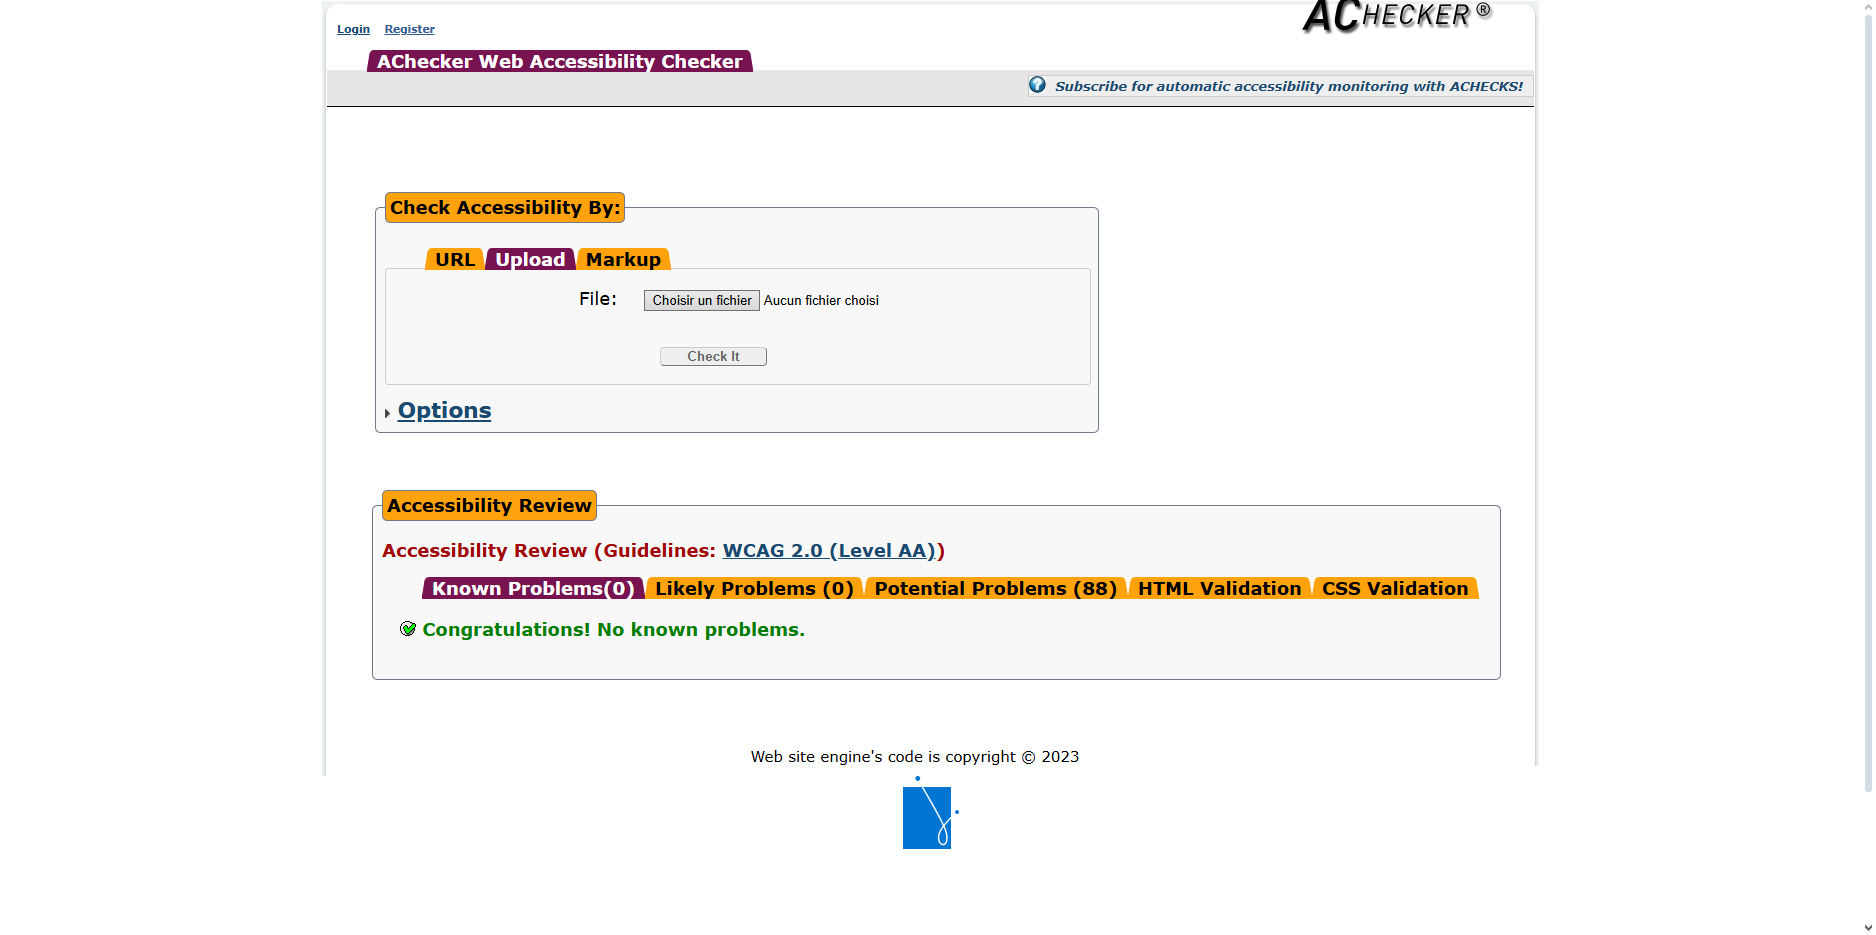 ACHECKER®
Login Register
AChecker Web Accessibility Checker
Subscribe for automatic accessibility monitoring with ACHECKS!
Check Accessibility By:
URL Upload Markup
File: Choisir un fichier Aucun fichier choisi
Check It
Options
Accessibility Review
Accessibility Review (Guidelines: WCAG 2.0 (Level AA))
Known Problems(0) Likely Problems (0) Potential Problems (88) HTML Validation CSS Validation
Congratulations! No known problems.
Web site engine's code is copyright © 2023